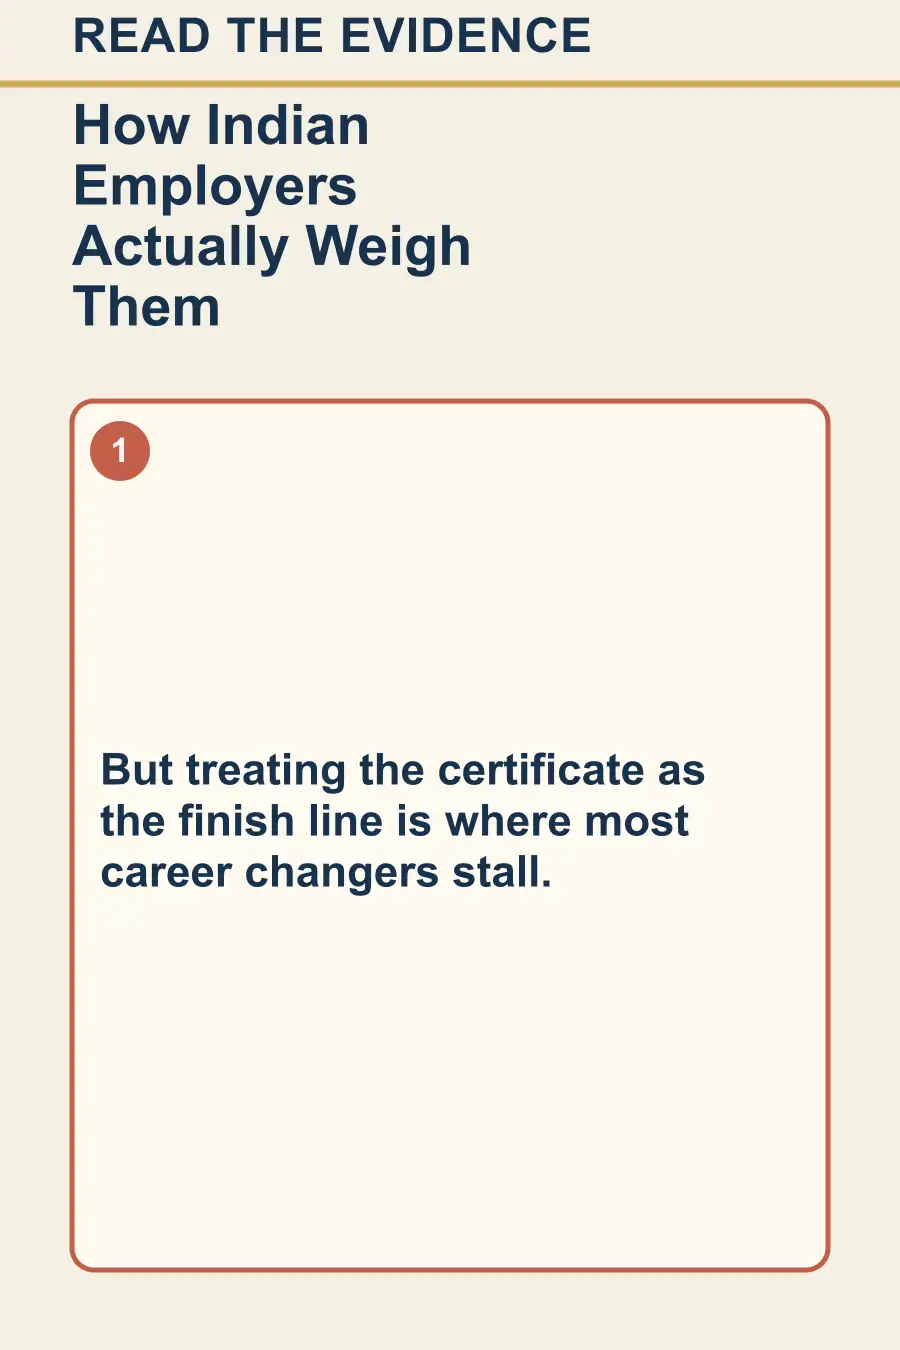 READ THE EVIDENCE
How Indian
Employers
Actually Weigh
Them
1
But treating the certificate as
the finish line is where most
career changers stall.